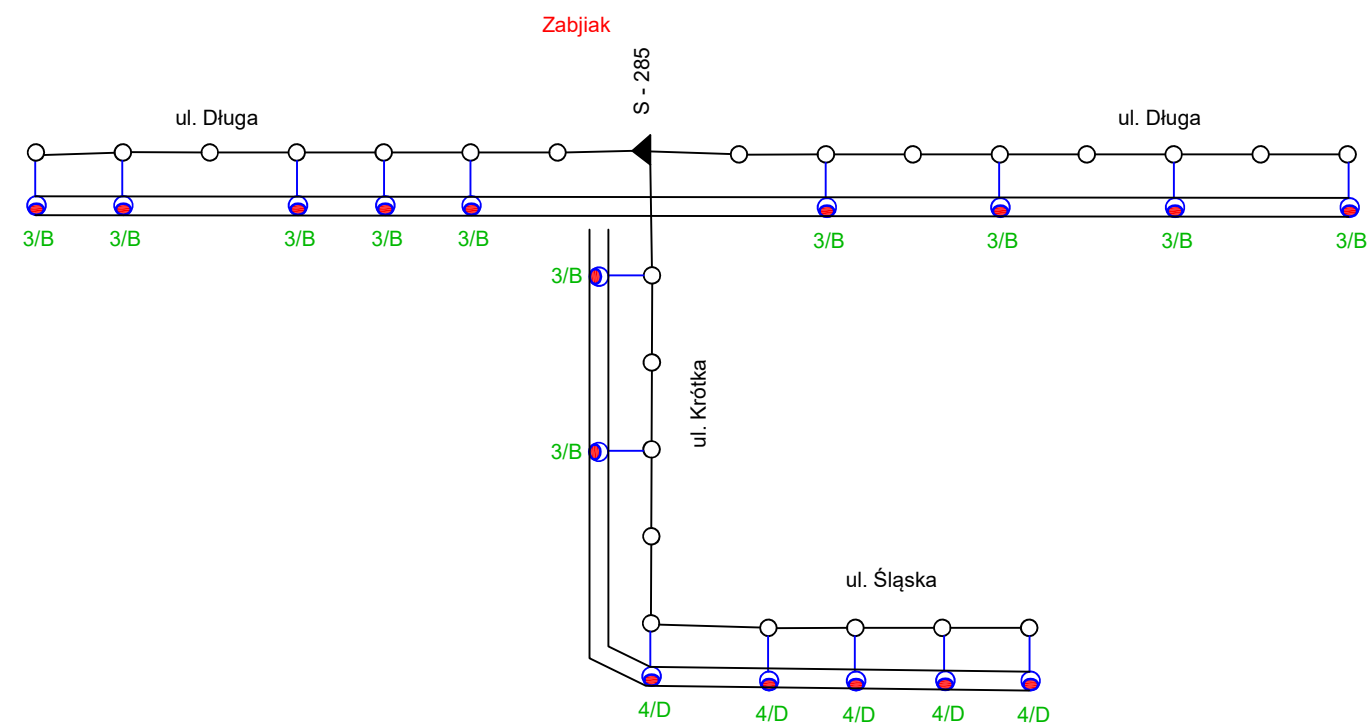 Zabjiak
S - 285
ul. Długa
ul. Długa
3/B
3/B
3/B
3/B
3/B
3/B
3/B
3/B
3/B
3/B
ul. Krótka
3/B
ul. Śląska
4/D
4/D
4/D
4/D
4/D